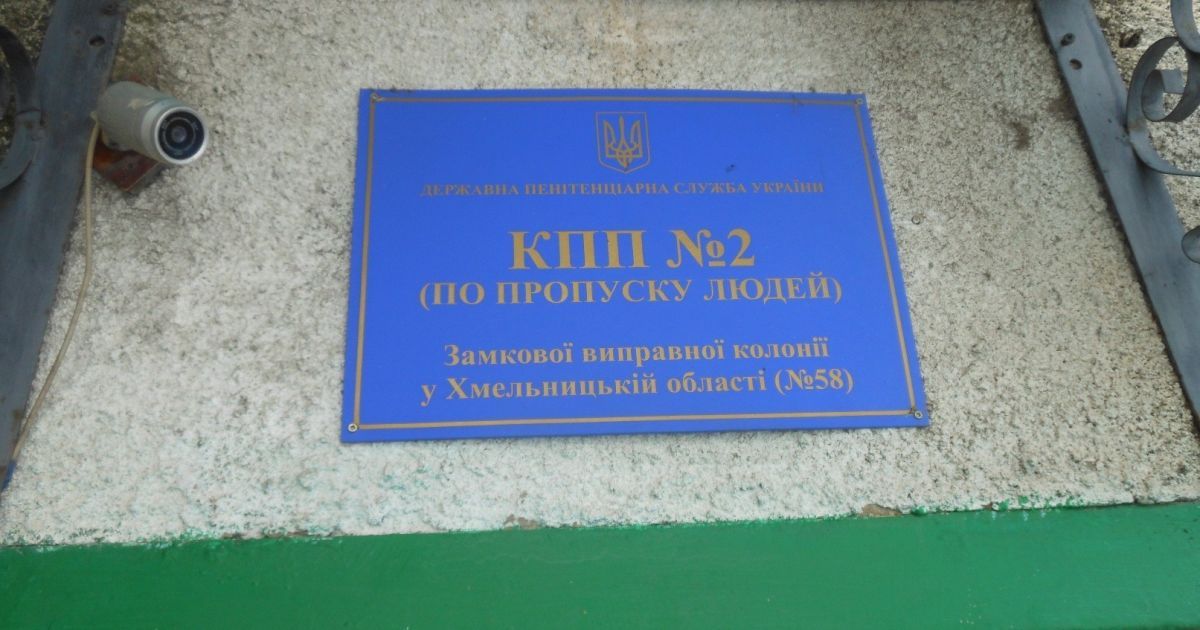 ДЕРЖАВНА ПЕНІТЕНЦІАРНА СЛУЖБА УКРАЇНИ
КПП №2
(ПО ПРОПУСКУ ЛЮДЕЙ)
Замкової виправної колонії
у Хмельницькій області (№58)